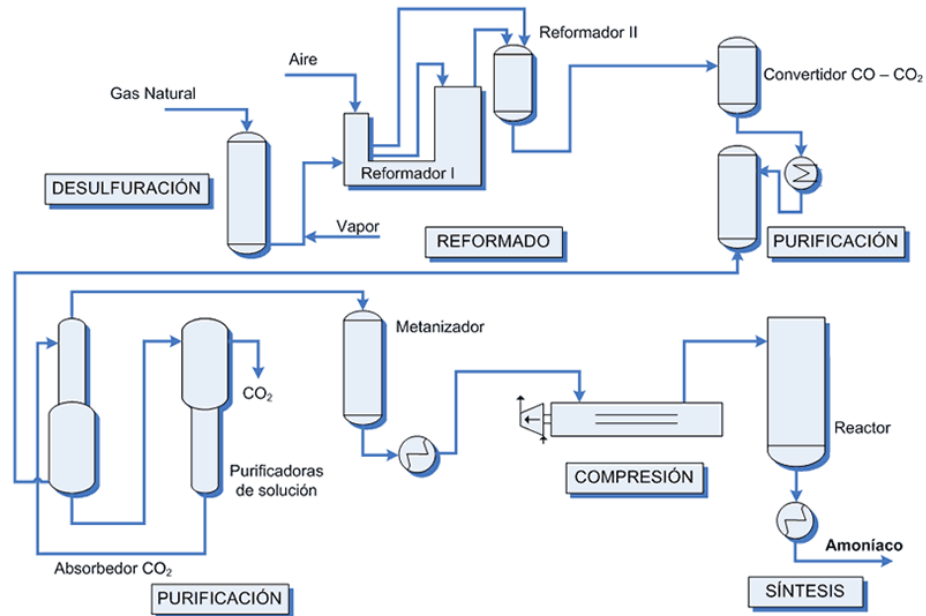 Reformador II
Aire
Convertidor CO – CO₂
Gas Natural
DESULFURACIÓN
Reformador I
Vapor
REFORMADO
PURIFICACIÓN
Metanizador
CO₂
Reactor
Purificadoras
de solución
COMPRESIÓN
Amoníaco
Absorbedor CO₂
PURIFICACIÓN
SÍNTESIS